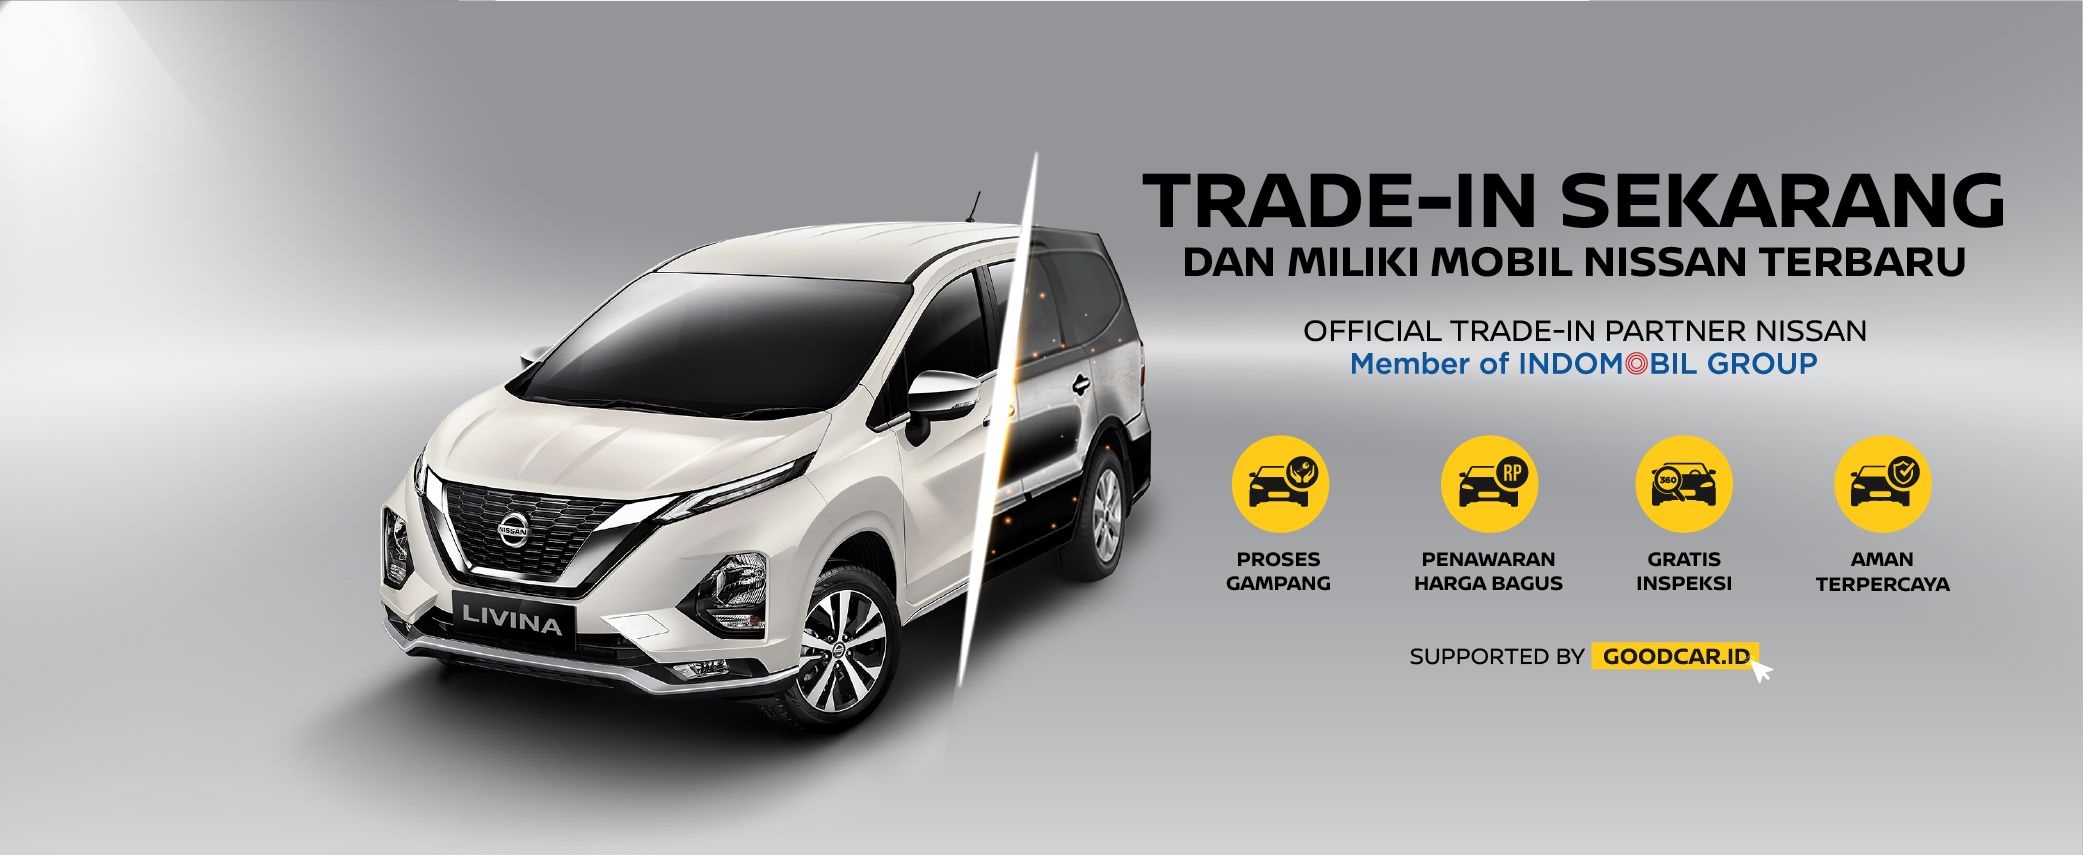 TRADE-IN SEKARANG
DAN MILIKI MOBIL NISSAN TERBARU
OFFICIAL TRADE-IN PARTNER NISSAN
Member of INDOMOBIL GROUP
NISSAN
LIVINA
RP
360
PROSES
GAMPANG
PENAWARAN
HARGA BAGUS
GRATIS
INSPEKSI
AMAN
TERPERCAYA
SUPPORTED BY GOODCAR.ID